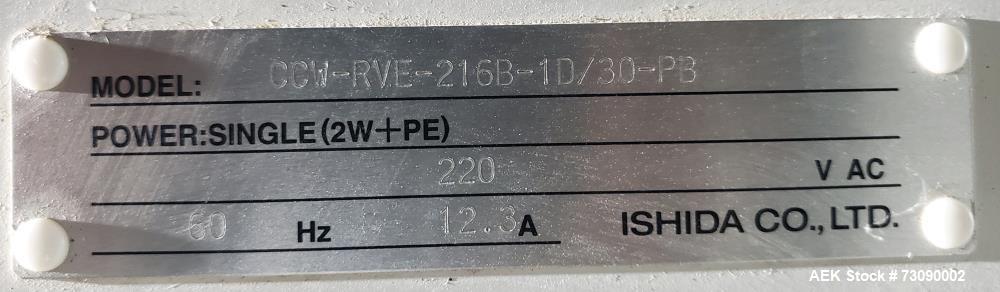 MODEL: CCW-RVE-216B-1D/30-PB
POWER:SINGLE(2W+PE)
220 V AC
60 Hz 12.3A ISHIDA CO.,LTD.
AEK Stock # 73090002